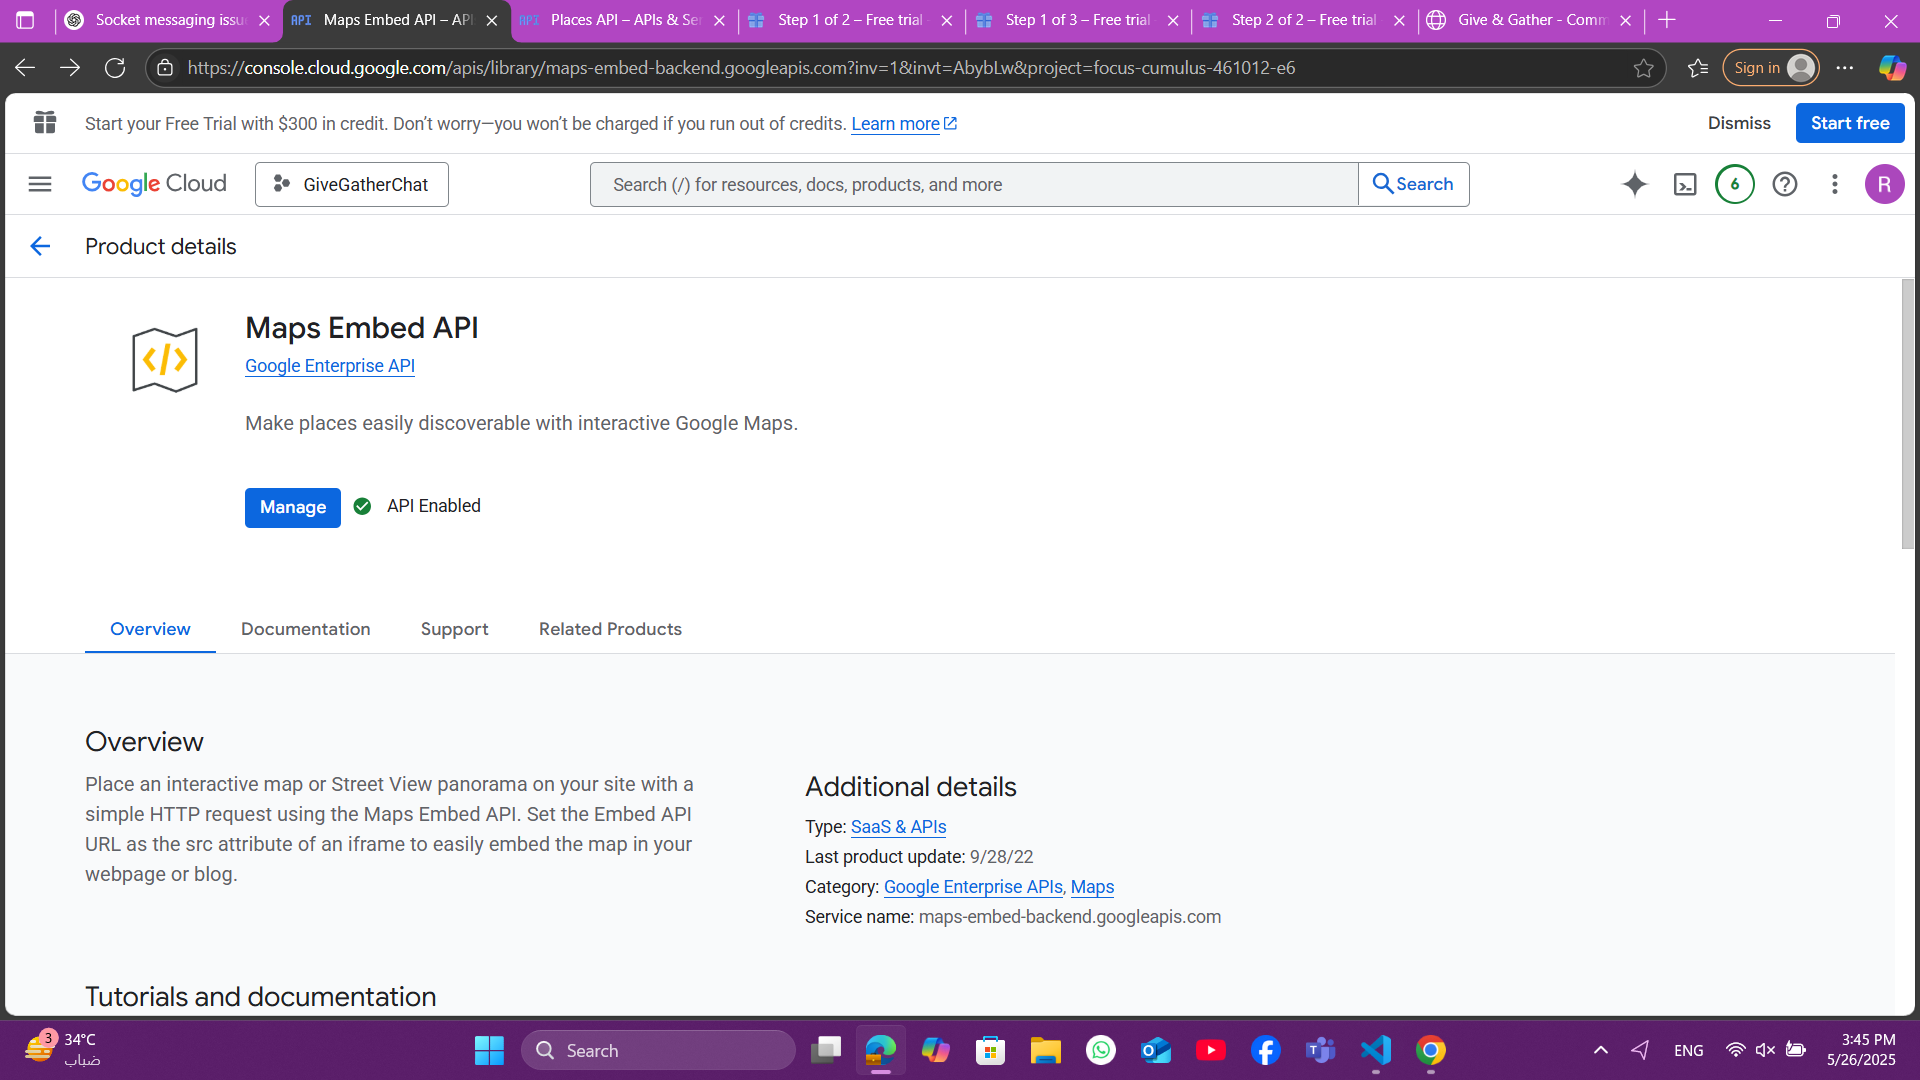 Socket messaging issu
Maps Embed API – API
Places API – APIs & Ser
Step 1 of 2 – Free trial
Step 1 of 3 – Free trial
Step 2 of 2 – Free trial
Give & Gather - Comm
https://console.cloud.google.com/apis/library/maps-embed-backend.googleapis.com?inv=1&invt=AbybLw&project=focus-cumulus-461012-e6
Sign in
Start your Free Trial with $300 in credit. Don’t worry—you won’t be charged if you run out of credits. Learn more
Dismiss
Start free
Google Cloud
GiveGatherChat
Search (/) for resources, docs, products, and more
Search
6
R
Product details
Maps Embed API
Google Enterprise API
Make places easily discoverable with interactive Google Maps.
Manage
API Enabled
Overview
Documentation
Support
Related Products
Overview
Place an interactive map or Street View panorama on your site with a
simple HTTP request using the Maps Embed API. Set the Embed API
URL as the src attribute of an iframe to easily embed the map in your
webpage or blog.
Additional details
Type: SaaS & APIs
Last product update: 9/28/22
Category: Google Enterprise APIs, Maps
Service name: maps-embed-backend.googleapis.com
Tutorials and documentation
3
34°C
ضباب
Search
ENG
3:45 PM
5/26/2025